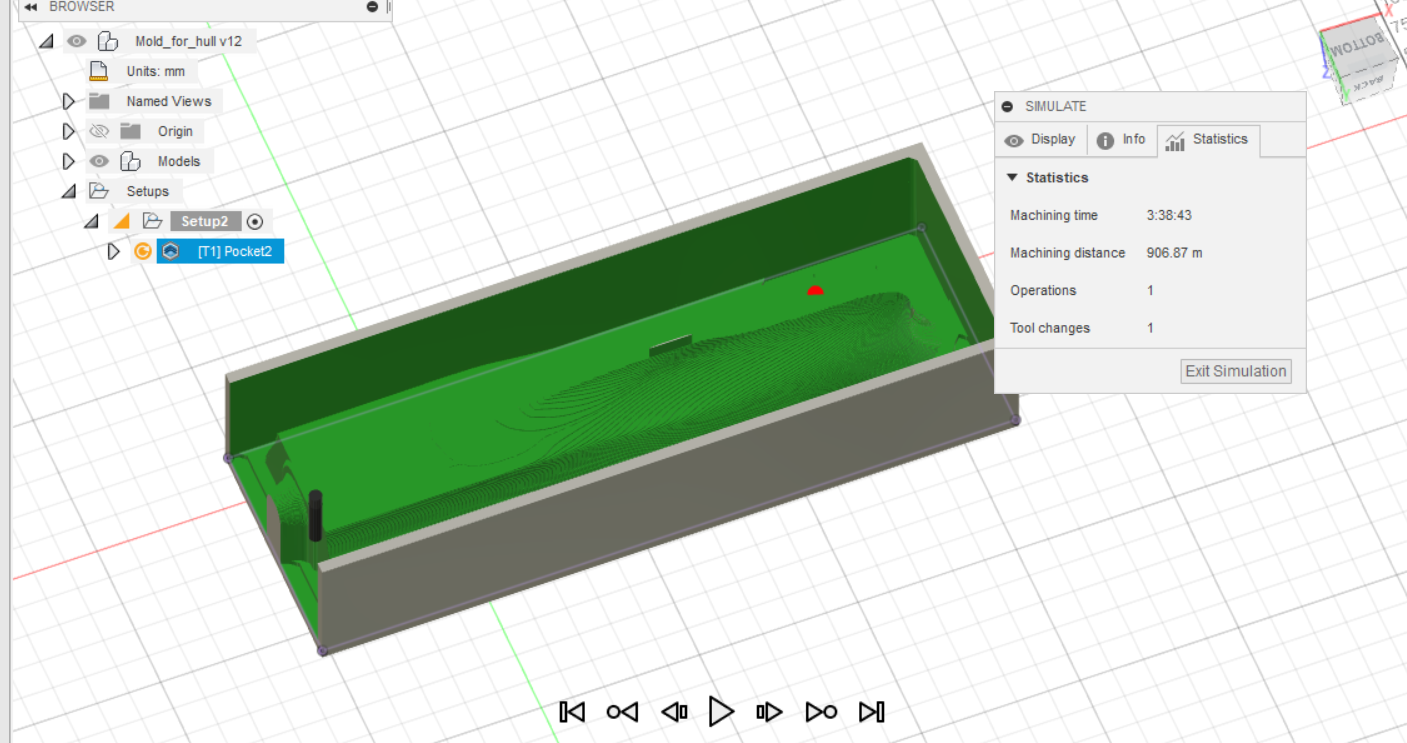 BROWSER
Mold_for_hull v12
Units: mm
Named Views
Origin
Models
Setups
Setup2
[T1] Pocket2
SIMULATE
Display
Info
Statistics
Statistics
Machining time 3:38:43
Machining distance 906.87 m
Operations 1
Tool changes 1
Exit Simulation
BOTTOM
BACK
X
Z
Y
75